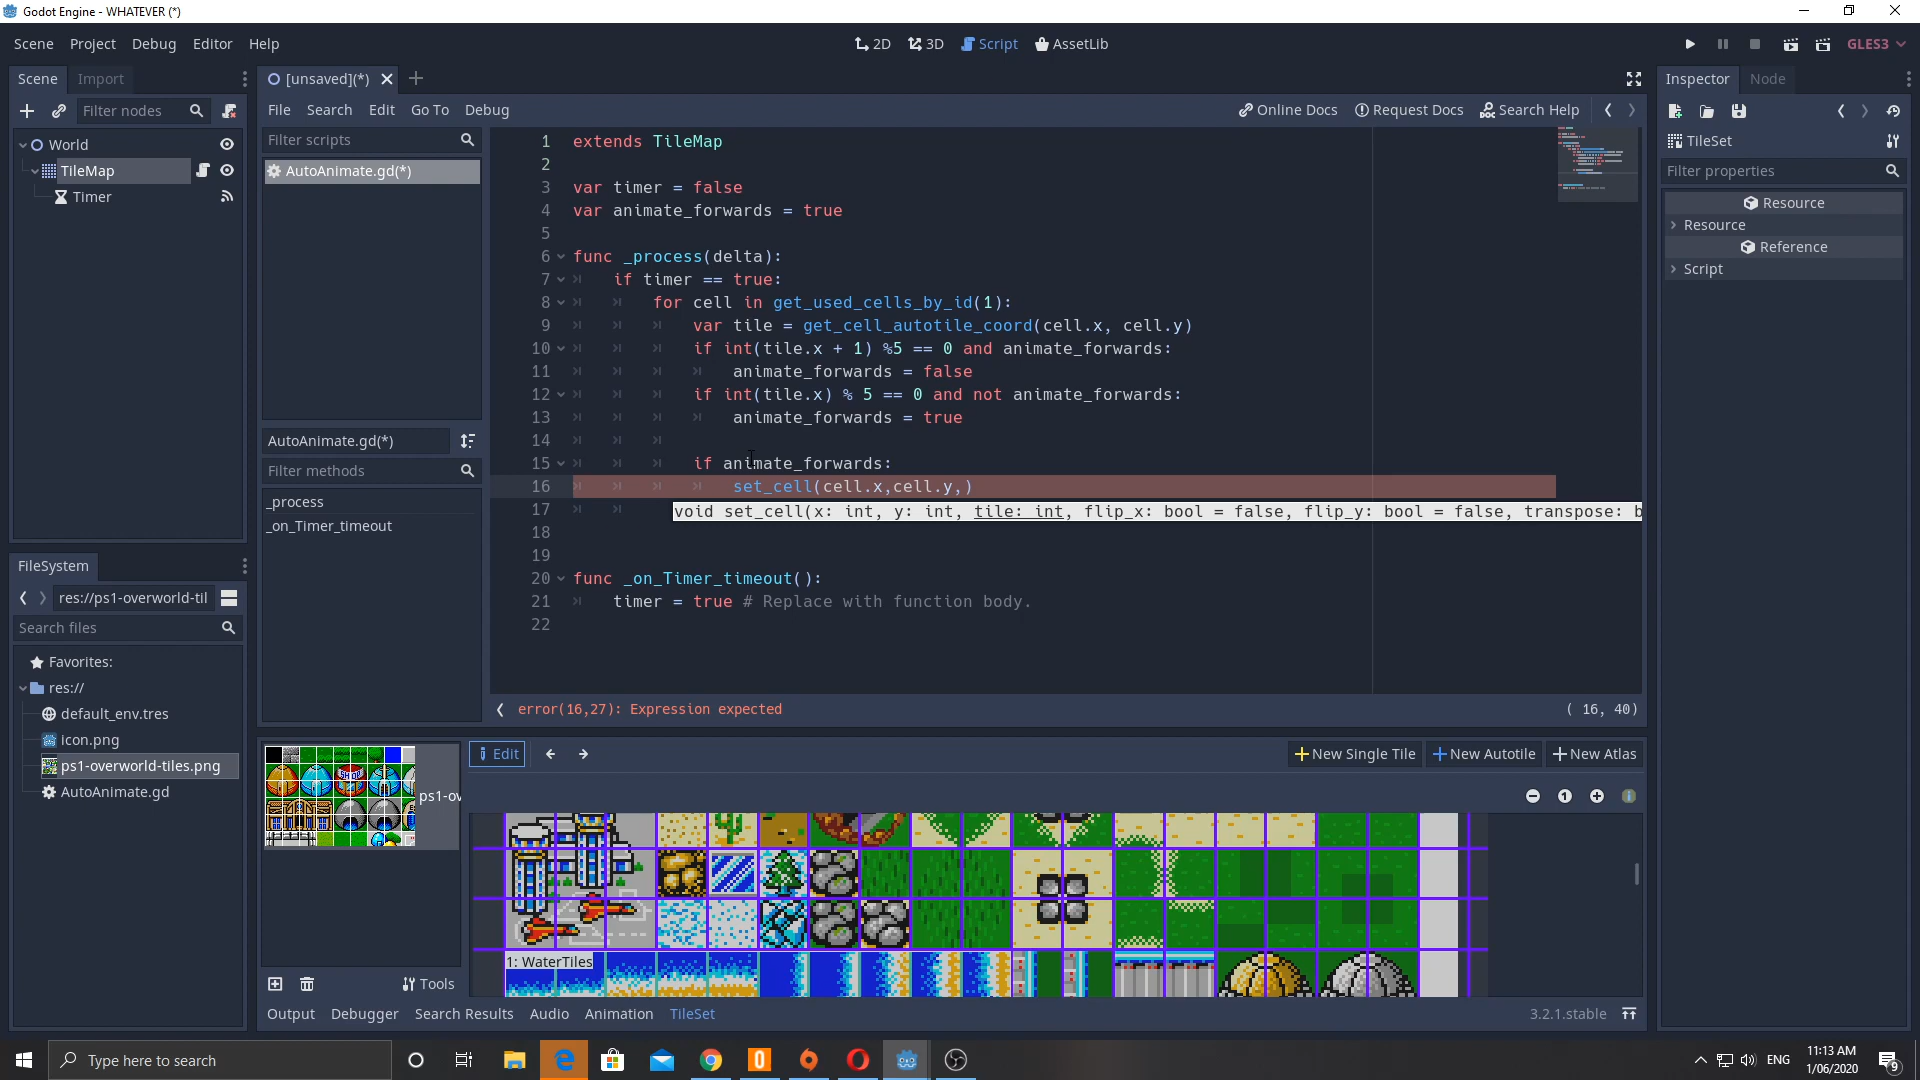 Godot Engine - WHATEVER (*)
Scene Project Debug Editor Help
2D 3D Script AssetLib
GLES3
Scene Import
[unsaved](*)
Inspector Node
Filter nodes
File Search Edit Go To Debug
Online Docs Request Docs Search Help
World
TileMap
Timer
Filter scripts
AutoAnimate.gd(*)
AutoAnimate.gd(*)
Filter methods
_process
_on_Timer_timeout
1 extends TileMap
2
3 var timer = false
4 var animate_forwards = true
5
6 func _process(delta):
7 if timer == true:
8 for cell in get_used_cells_by_id(1):
9 var tile = get_cell_autotile_coord(cell.x, cell.y)
10 if int(tile.x + 1) %5 == 0 and animate_forwards:
11 animate_forwards = false
12 if int(tile.x) % 5 == 0 and not animate_forwards:
13 animate_forwards = true
14
15 if animate_forwards:
16 set_cell(cell.x,cell.y,)
17 void set_cell(x: int, y: int, tile: int, flip_x: bool = false, flip_y: bool = false, transpose: b
18
19
20 func _on_Timer_timeout():
21 timer = true # Replace with function body.
22
error(16,27): Expression expected
( 16, 40)
TileSet
Filter properties
Resource
Resource
Reference
Script
FileSystem
res://ps1-overworld-til
Search files
Favorites:
res://
default_env.tres
icon.png
ps1-overworld-tiles.png
AutoAnimate.gd
SHOP
ps1-ov
Tools
Edit
New Single Tile New Autotile New Atlas
1: WaterTiles
Output Debugger Search Results Audio Animation TileSet
3.2.1.stable
Type here to search
ENG
11:13 AM
1/06/2020
9